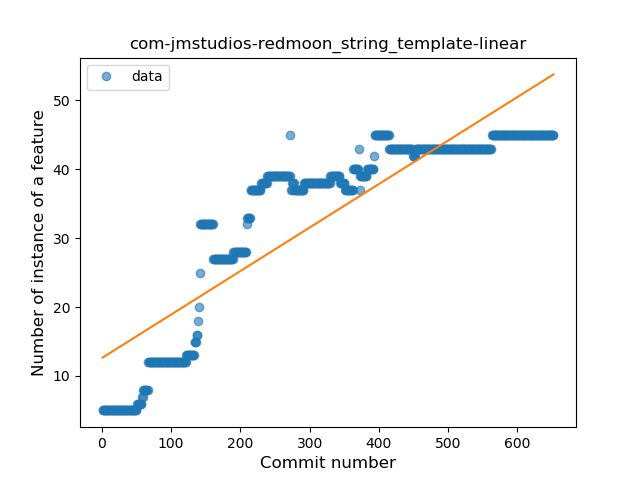 com-jmstudios-redmoon_string_template-linear
data
Number of instance of a feature
50
40
30
20
10
0 100 200 300 400 500 600
Commit number